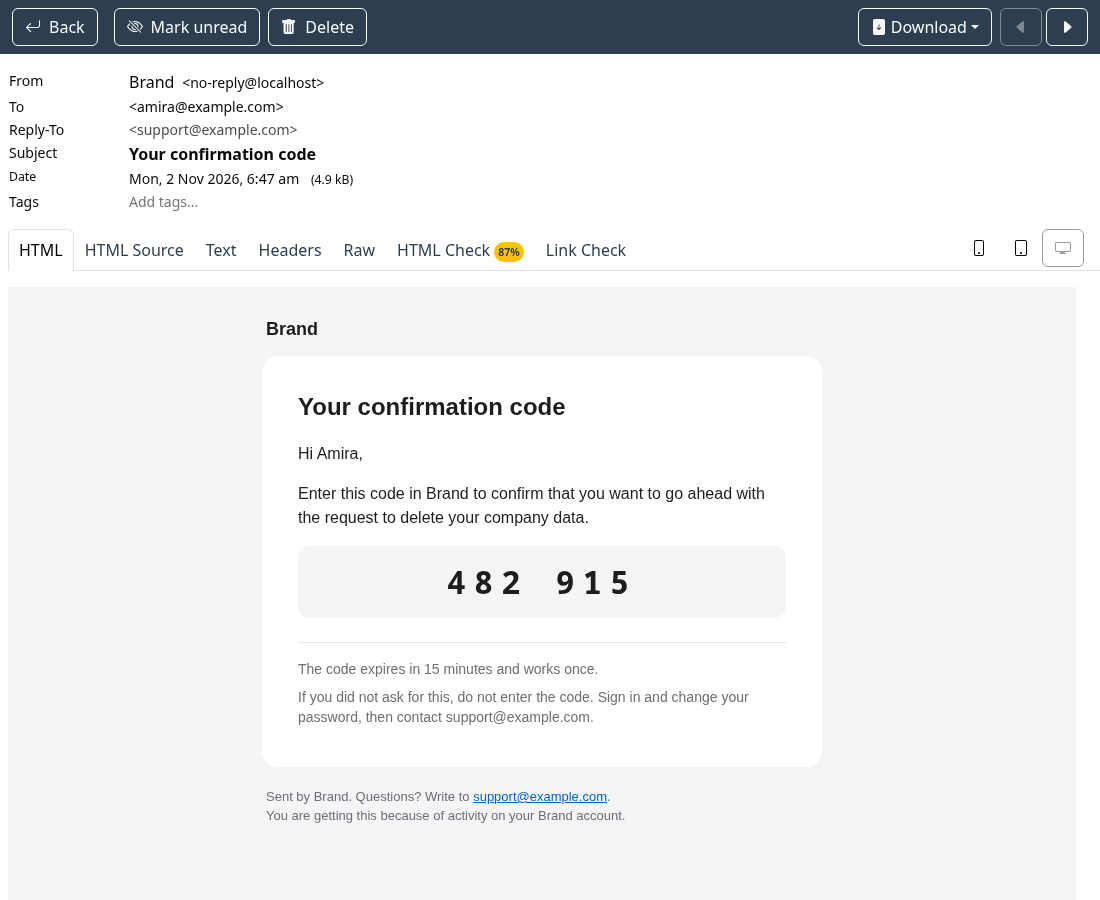 Back
Mark unread
Delete
Download
From Brand <no-reply@localhost>
To <amira@example.com>
Reply-To <support@example.com>
Subject Your confirmation code
Date Mon, 2 Nov 2026, 6:47 am (4.9 kB)
Tags Add tags...
HTML HTML Source Text Headers Raw HTML Check 87% Link Check
Brand
Your confirmation code
Hi Amira,
Enter this code in Brand to confirm that you want to go ahead with
the request to delete your company data.
482 915
The code expires in 15 minutes and works once.
If you did not ask for this, do not enter the code. Sign in and change your
password, then contact support@example.com.
Sent by Brand. Questions? Write to support@example.com.
You are getting this because of activity on your Brand account.